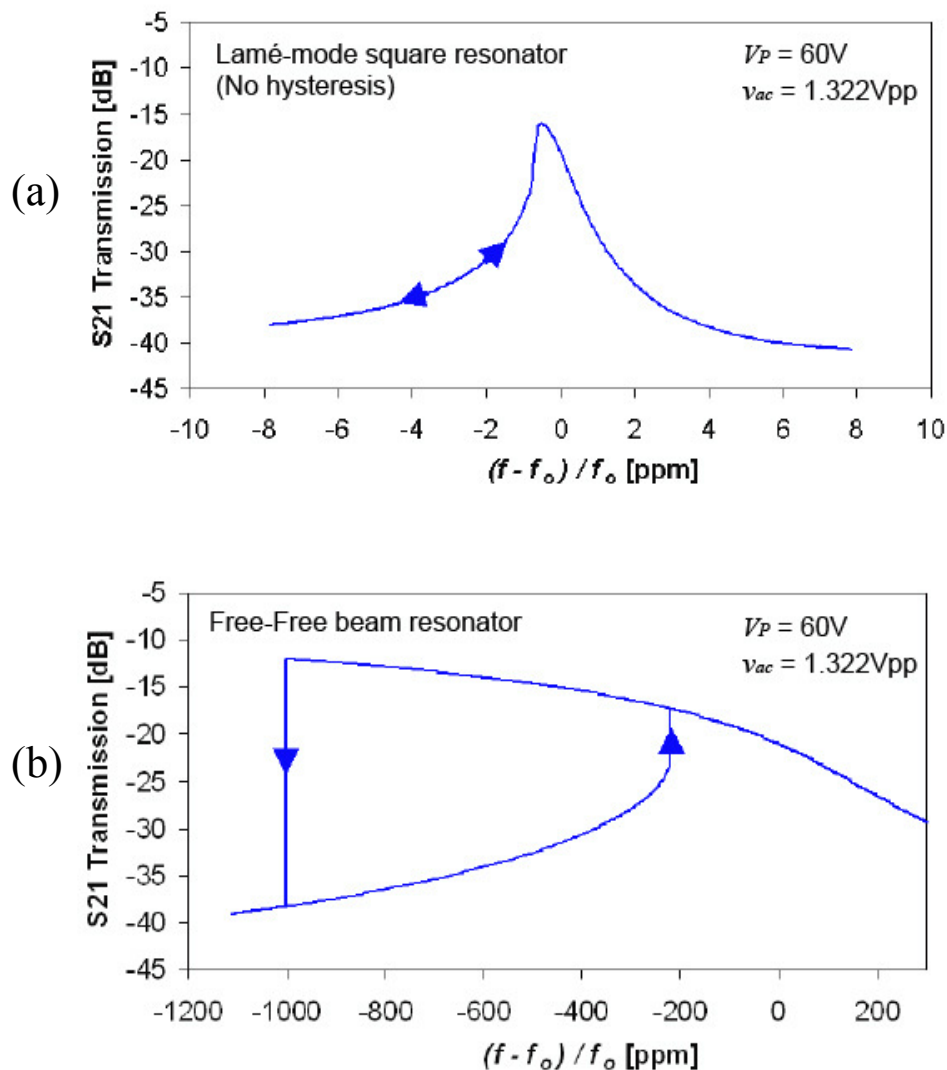 (a)
S21 Transmission [dB]
-5
-10
-15
-20
-25
-30
-35
-40
-45
Lamé-mode square resonator
(No hysteresis)
VP = 60V
vac = 1.322Vpp
-10 -8 -6 -4 -2 0 2 4 6 8 10
(f - fo) / fo [ppm]
(b)
S21 Transmission [dB]
-5
-10
-15
-20
-25
-30
-35
-40
-45
Free-Free beam resonator
VP = 60V
vac = 1.322Vpp
-1200 -1000 -800 -600 -400 -200 0 200
(f - fo) / fo [ppm]